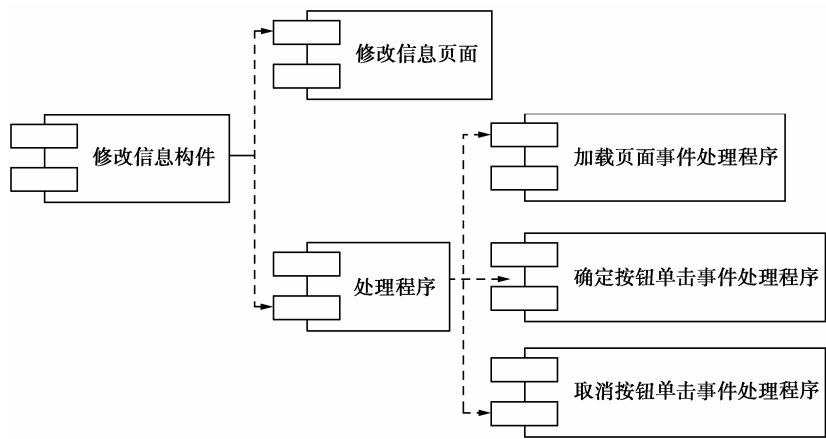 修改信息页面
修改信息构件
加载页面事件处理程序
处理程序
确定按钮单击事件处理程序
取消按钮单击事件处理程序